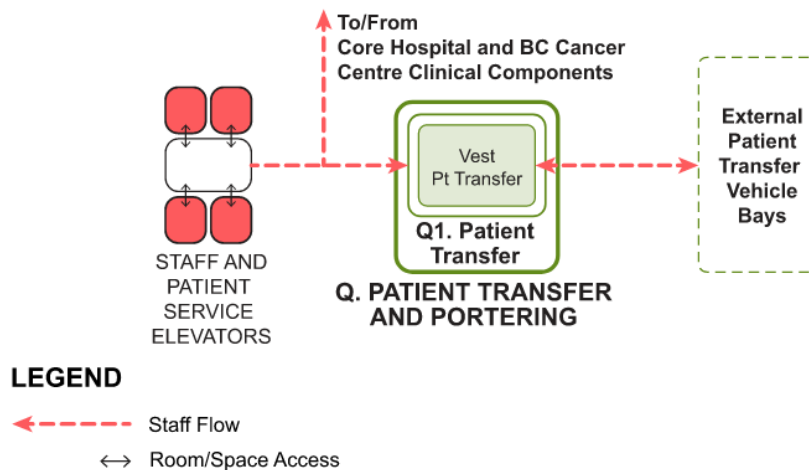 To/From
Core Hospital and BC Cancer
Centre Clinical Components
External
Patient
Transfer
Vehicle
Bays
Vest
Pt Transfer
Q1. Patient
Transfer
STAFF AND
PATIENT
SERVICE
ELEVATORS
Q. PATIENT TRANSFER
AND PORTERING
LEGEND
Staff Flow
Room/Space Access